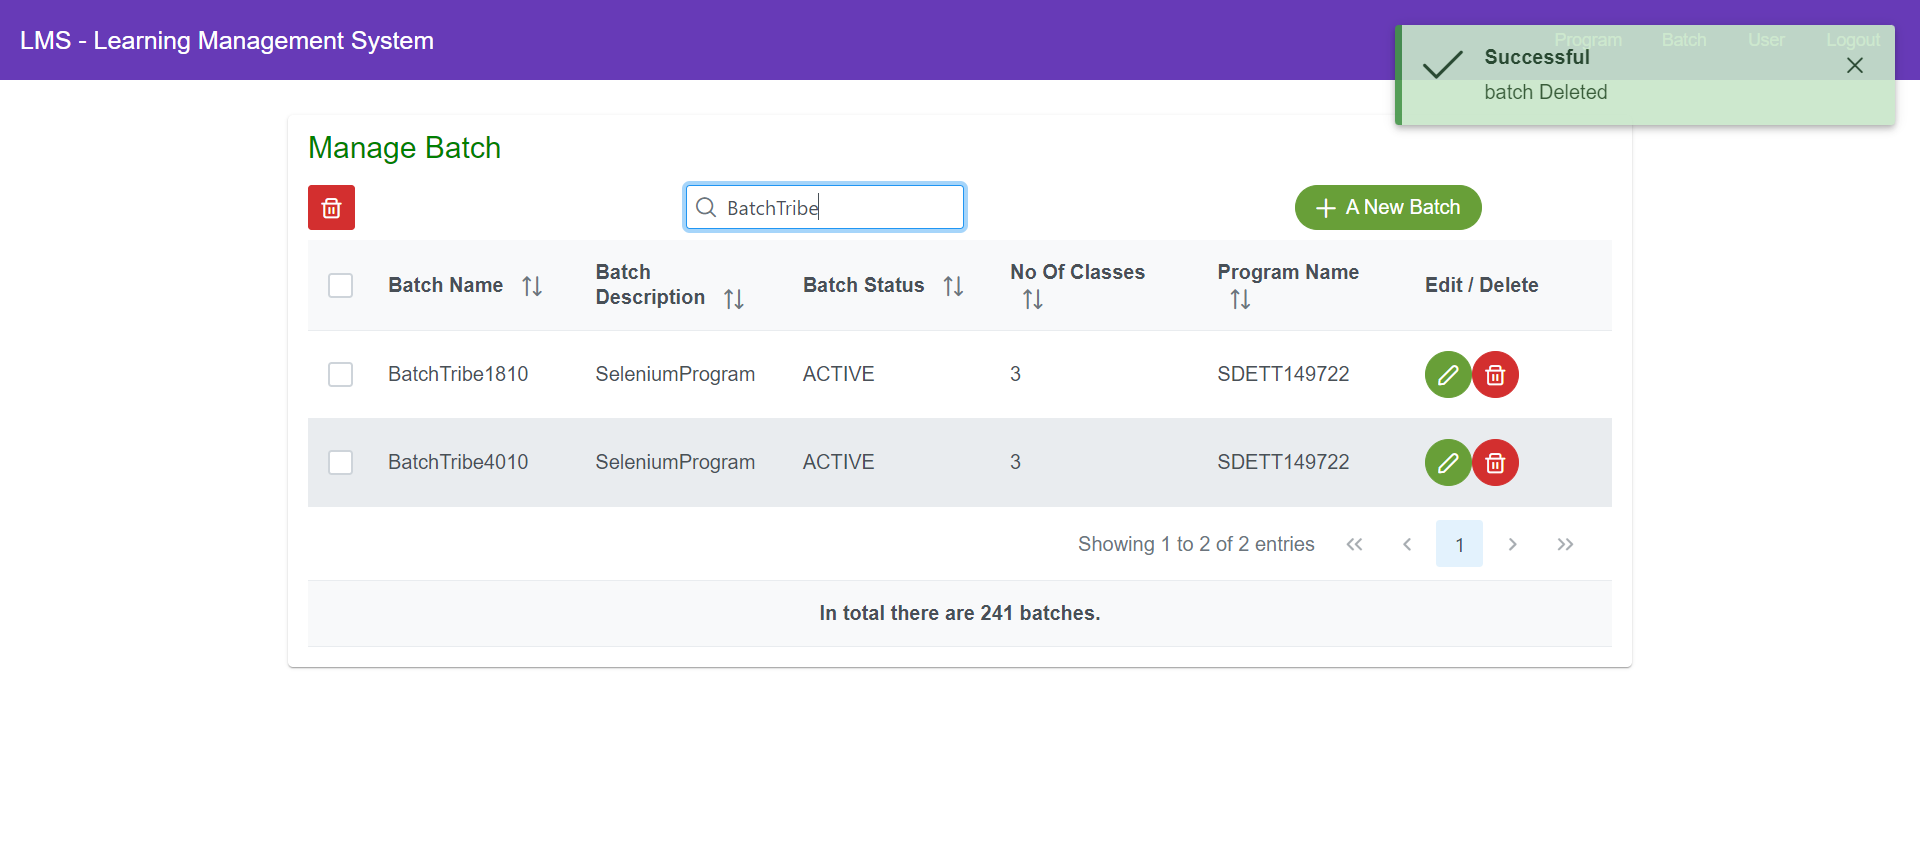 LMS - Learning Management System
Program Batch User Logout
Successful
batch Deleted
Manage Batch
BatchTribe
A New Batch
Batch Name
Batch Description
Batch Status
No Of Classes
Program Name
Edit / Delete
BatchTribe1810 SeleniumProgram ACTIVE 3 SDETT149722
BatchTribe4010 SeleniumProgram ACTIVE 3 SDETT149722
Showing 1 to 2 of 2 entries « ‹ 1 › »
In total there are 241 batches.